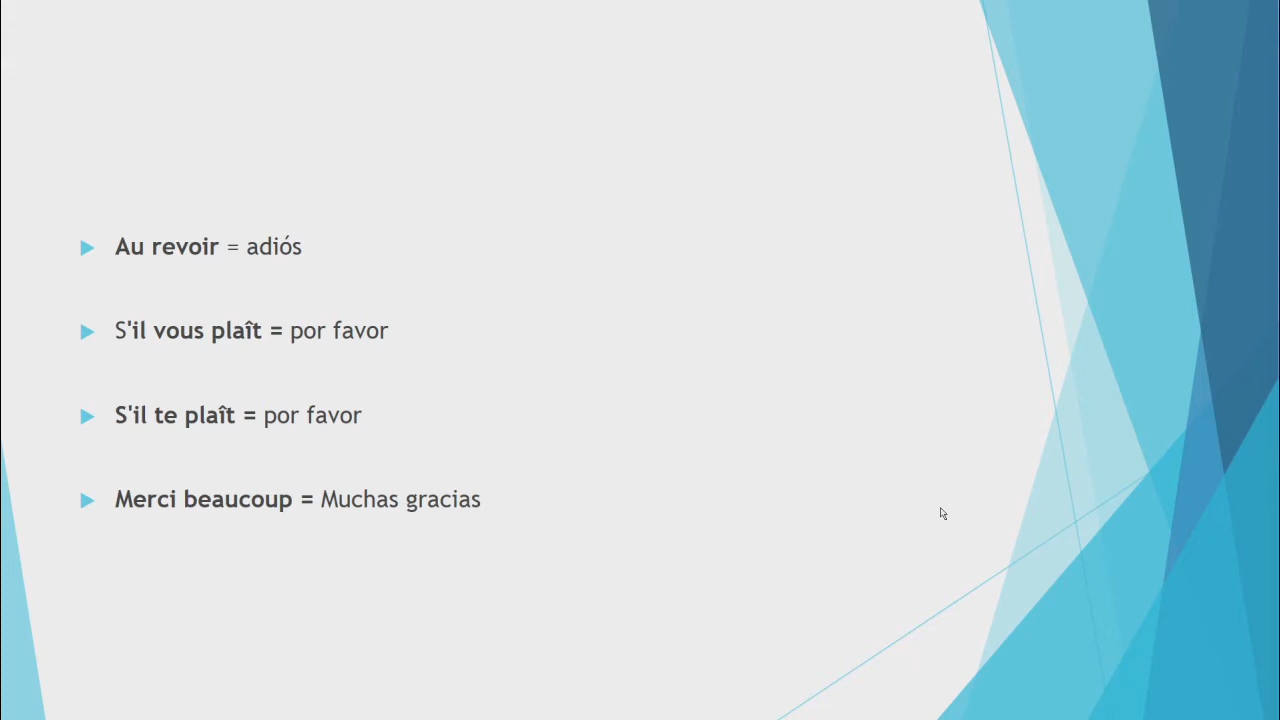 Au revoir = adiós
S'il vous plaît = por favor
S'il te plaît = por favor
Merci beaucoup = Muchas gracias